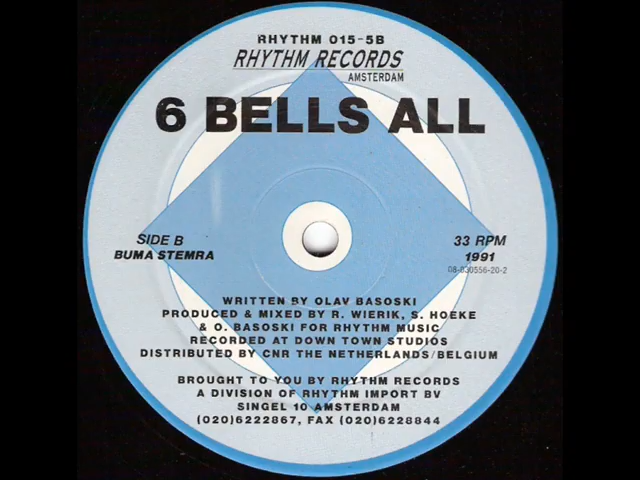 RHYTHM 015-5B
RHYTHM RECORDS
AMSTERDAM
6 BELLS ALL
SIDE B
BUMA STEMRA
33 RPM
1991
08-030556-20-2
WRITTEN BY OLAV BASOSKI
PRODUCED & MIXED BY R. WIERIK, S. HOEKE
& O. BASOSKI FOR RHYTHM MUSIC
RECORDED AT DOWN TOWN STUDIOS
DISTRIBUTED BY CNR THE NETHERLANDS/BELGIUM
BROUGHT TO YOU BY RHYTHM RECORDS
A DIVISION OF RHYTHM IMPORT BV
SINGEL 10 AMSTERDAM
(020)6222867, FAX (020)6228844